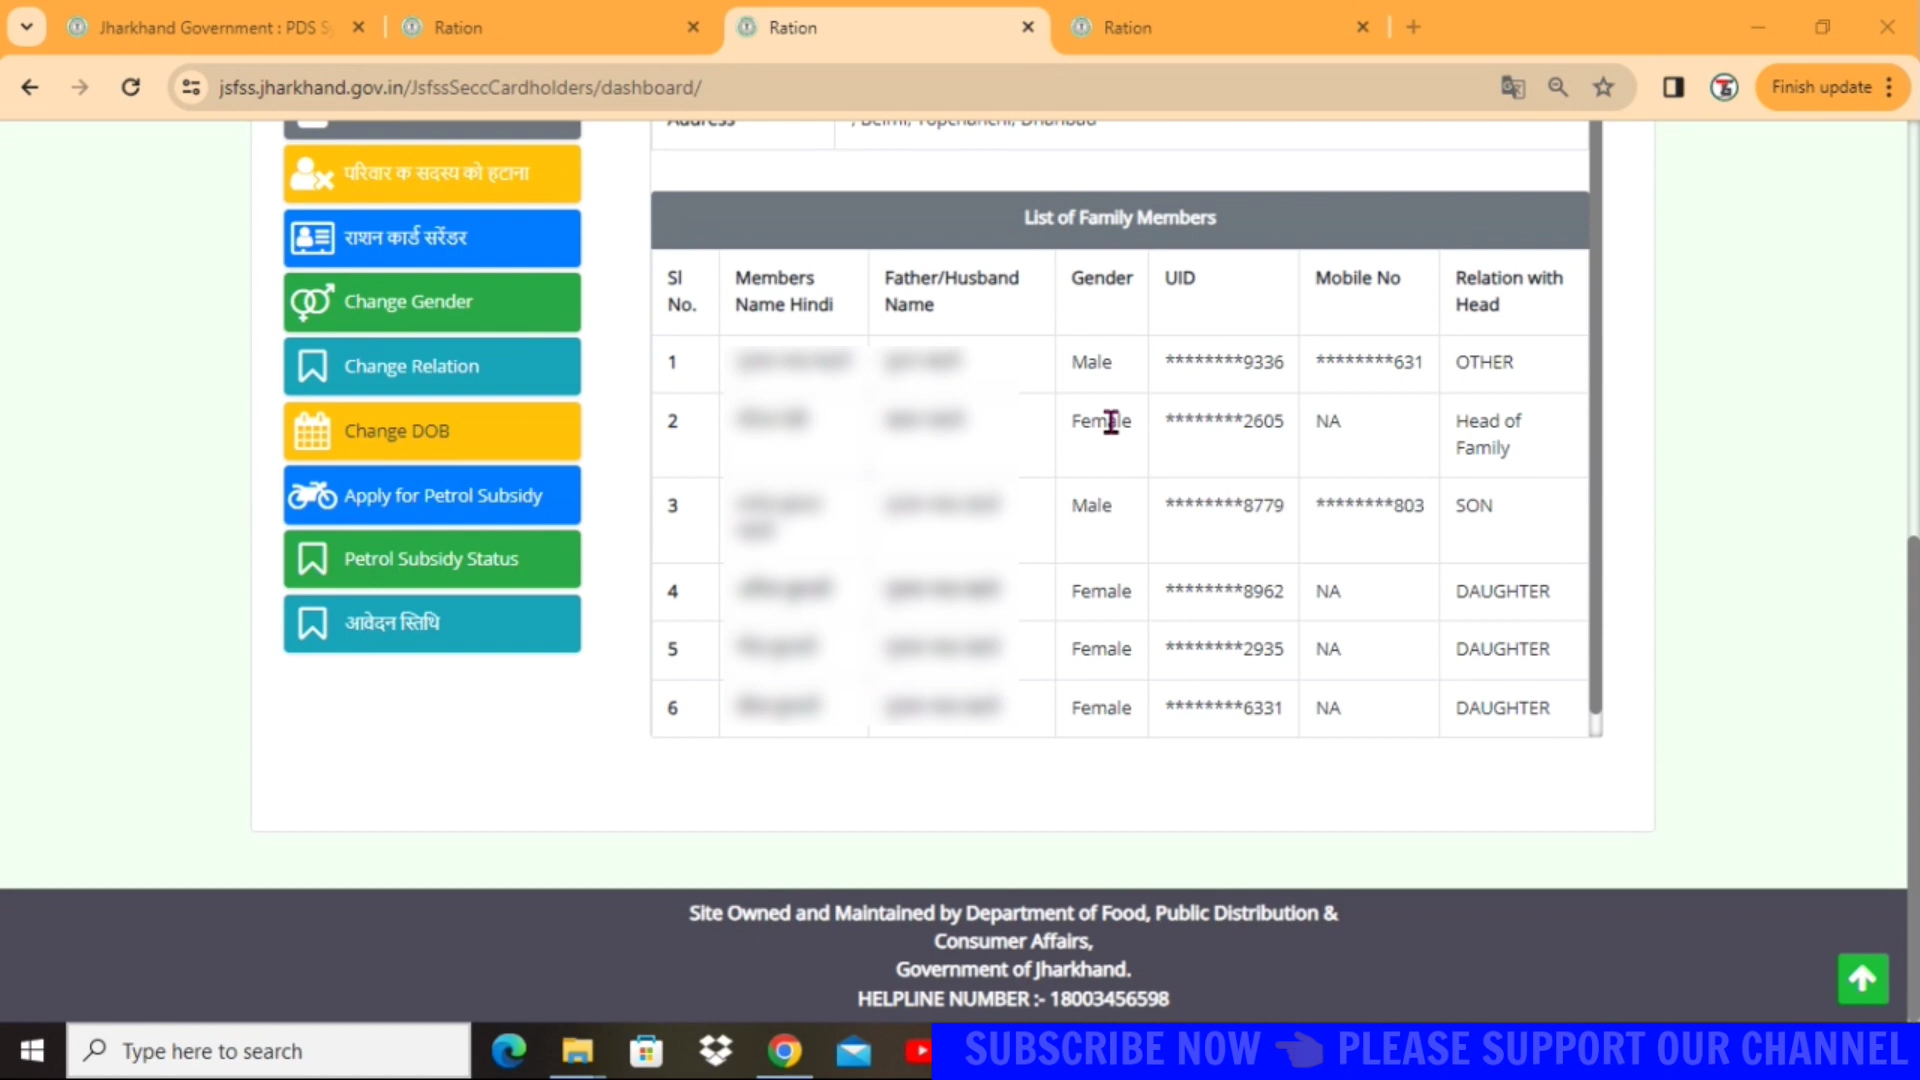 Jharkhand Government : PDS S
Ration
Ration
Ration
jsfss.jharkhand.gov.in/JsfssSeccCardholders/dashboard/
Finish update
Address
, Belmi, Topchanchi, Dhanbad
परिवार क सदस्य को हटाना
राशन कार्ड सरेंडर
Change Gender
Change Relation
Change DOB
Apply for Petrol Subsidy
Petrol Subsidy Status
आवेदन स्तिथि
List of Family Members
Sl No. Members Name Hindi Father/Husband Name Gender UID Mobile No Relation with Head
1 Male ********9336 ********631 OTHER
2 Female ********2605 NA Head of Family
3 Male ********8779 ********803 SON
4 Female ********8962 NA DAUGHTER
5 Female ********2935 NA DAUGHTER
6 Female ********6331 NA DAUGHTER
Site Owned and Maintained by Department of Food, Public Distribution &
Consumer Affairs,
Government of Jharkhand.
HELPLINE NUMBER :- 18003456598
Type here to search
SUBSCRIBE NOW PLEASE SUPPORT OUR CHANNEL